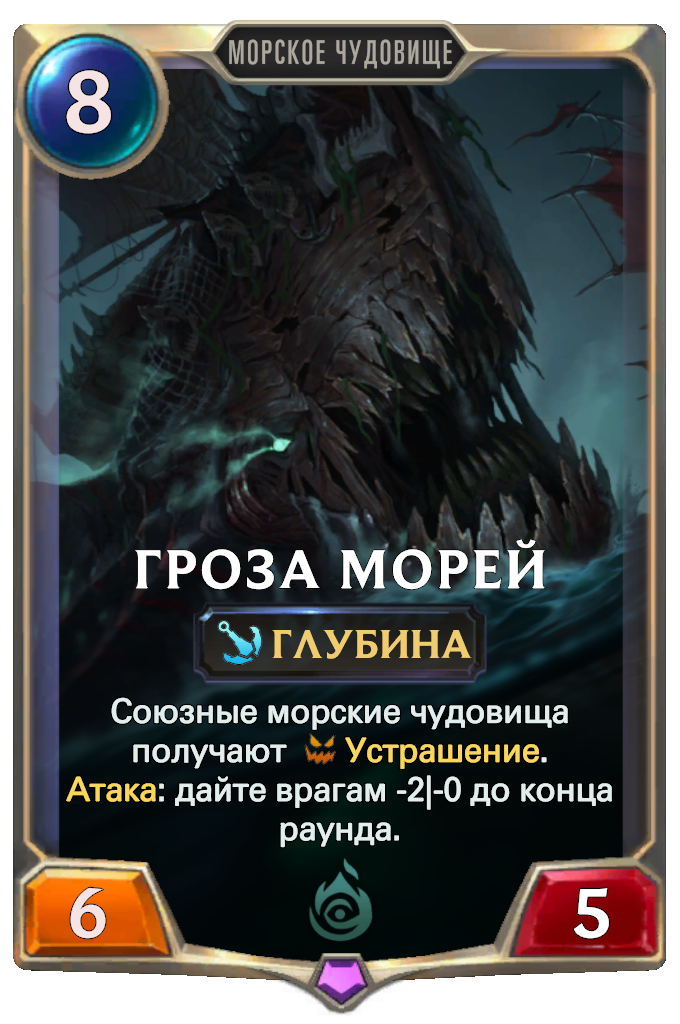 МОРСКОЕ ЧУДОВИЩЕ
8
ГРОЗА МОРЕЙ
ГЛУБИНА
Союзные морские чудовища
получают Устрашение.
Атака: дайте врагам -2|-0 до конца
раунда.
6
5